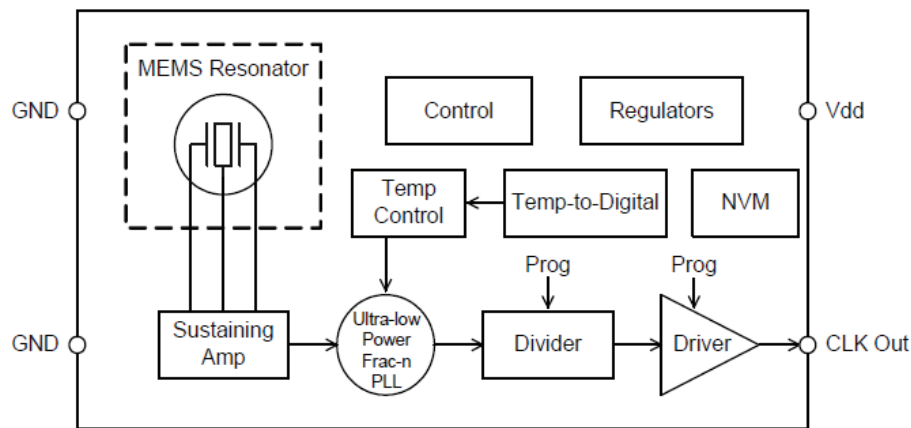 MEMS Resonator
GND
Control
Regulators
Vdd
Temp
Control
Temp-to-Digital
NVM
Prog
Prog
GND
Sustaining
Amp
Ultra-low
Power
Frac-n
PLL
Divider
Driver
CLK Out